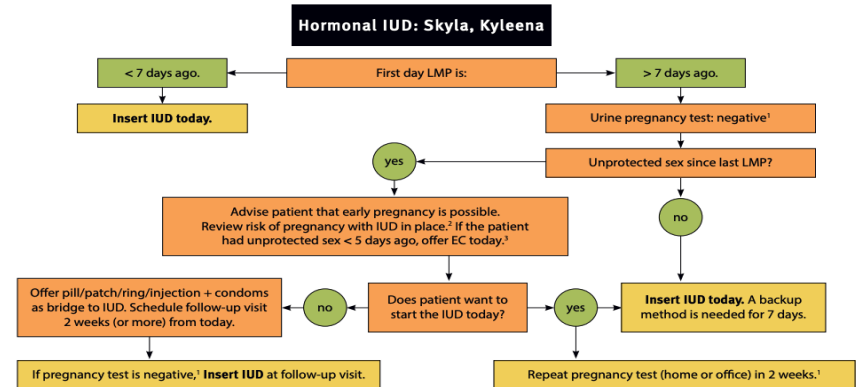 Hormonal IUD: Skyla, Kyleena
< 7 days ago.
First day LMP is:
> 7 days ago.
Insert IUD today.
Urine pregnancy test: negative¹
yes
Unprotected sex since last LMP?
Advise patient that early pregnancy is possible.
Review risk of pregnancy with IUD in place.² If the patient
had unprotected sex < 5 days ago, offer EC today.³
no
Offer pill/patch/ring/injection + condoms
as bridge to IUD. Schedule follow-up visit
2 weeks (or more) from today.
no
Does patient want to
start the IUD today?
yes
Insert IUD today. A backup
method is needed for 7 days.
If pregnancy test is negative,¹ Insert IUD at follow-up visit.
Repeat pregnancy test (home or office) in 2 weeks.¹